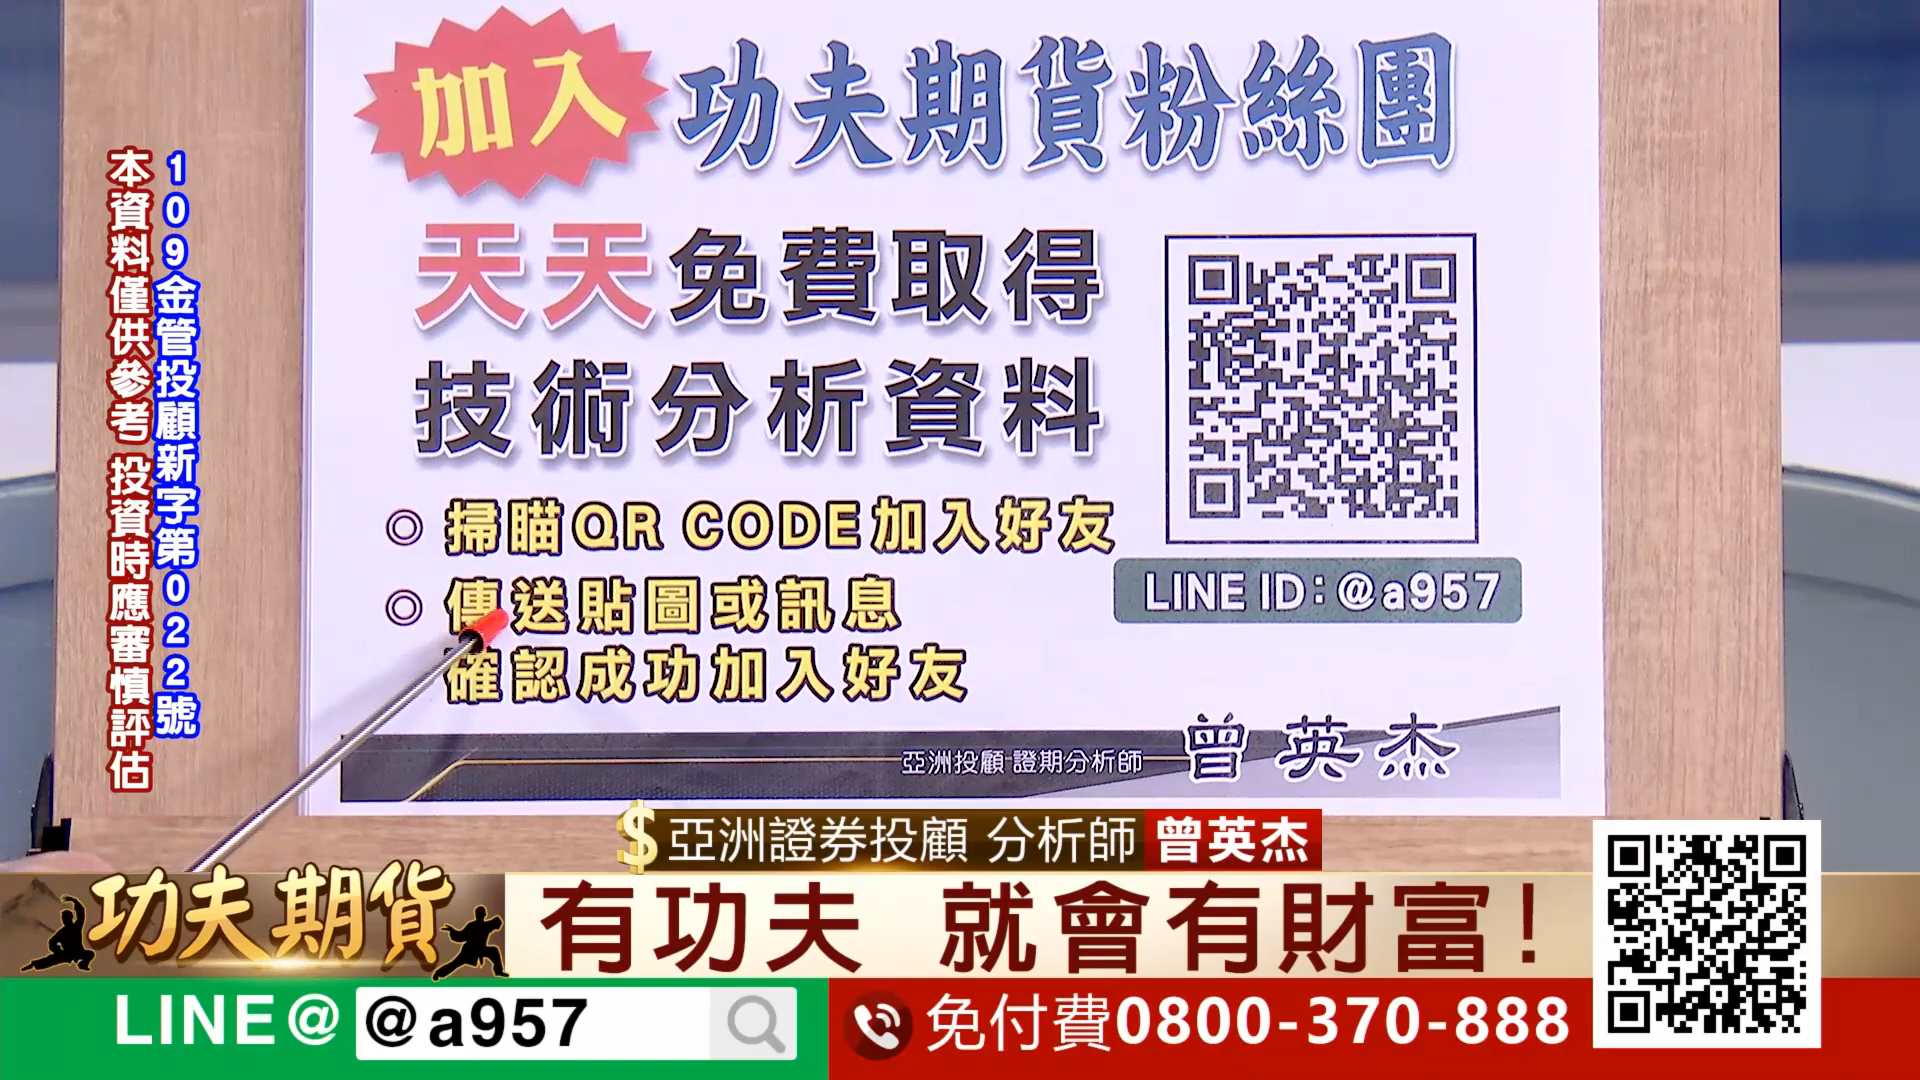 加入 功夫期貨粉絲團
天天免費取得
技術分析資料
◎ 掃瞄QR CODE加入好友
◎ 傳送貼圖或訊息
確認成功加入好友
LINE ID:@a957
亞洲投顧 證期分析師 曾英杰
109金管投顧新字第022號
本資料僅供參考 投資時應審慎評估
$亞洲證券投顧 分析師 曾英杰
功夫期貨
有功夫 就會有財富!
LINE@ @a957
免付費0800-370-888